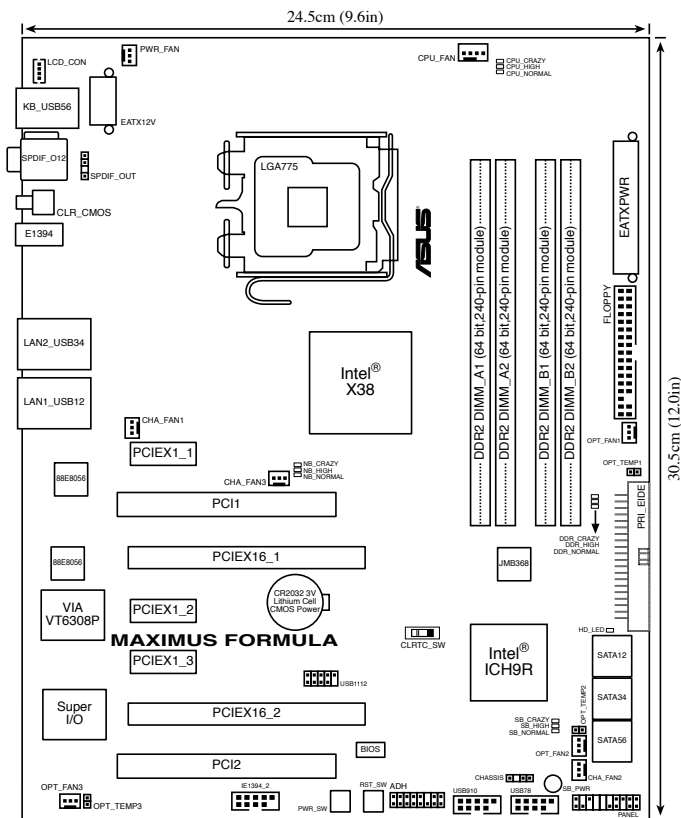 24.5cm (9.6in)
PWR_FAN
LCD_CON
CPU_FAN
CPU_CRAZY
CPU_HIGH
CPU_NORMAL
KB_USB56
EATX12V
SPDIF_O12
SPDIF_OUT
LGA775
CLR_CMOS
E1394
ASUS
EATXPWR
FLOPPY
DDR2 DIMM_A1 (64 bit,240-pin module)
DDR2 DIMM_A2 (64 bit,240-pin module)
DDR2 DIMM_B1 (64 bit,240-pin module)
DDR2 DIMM_B2 (64 bit,240-pin module)
30.5cm (12.0in)
LAN2_USB34
Intel®
X38
LAN1_USB12
CHA_FAN1
OPT_FAN1
PCIEX1_1
NB_CRAZY
NB_HIGH
NB_NORMAL
OPT_TEMP1
88E8056
CHA_FAN3
PCI1
PRI_EIDE
DDR_CRAZY
DDR_HIGH
DDR_NORMAL
88E8056
PCIEX16_1
JMB368
CR2032 3V
Lithium Cell
CMOS Power
VIA
VT6308P
PCIEX1_2
MAXIMUS FORMULA
CLRTC_SW
HD_LED
PCIEX1_3
Intel®
ICH9R
SATA12
USB1112
SATA34
OPT_TEMP2
Super
I/O
PCIEX16_2
SB_CRAZY
SB_HIGH
SB_NORMAL
SATA56
BIOS
OPT_FAN2
PCI2
CHASSIS
CHA_FAN2
OPT_FAN3
OPT_TEMP3
IE1394_2
RST_SW
ADH
USB910
USB78
SB_PWR
PWR_SW
PANEL